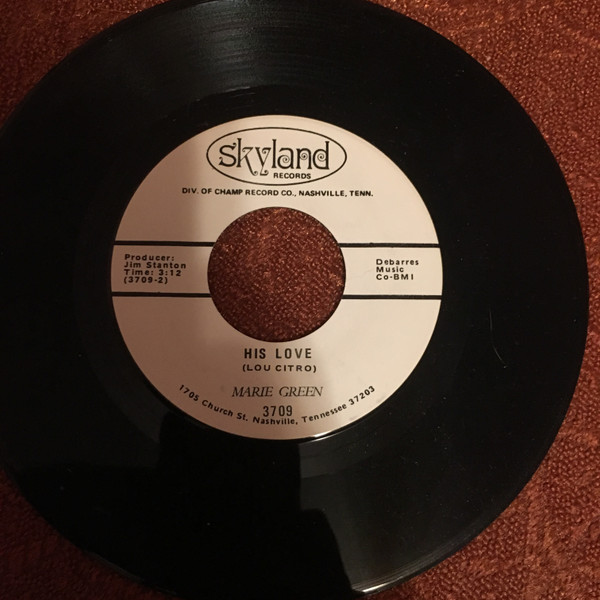 skyland
RECORDS
DIV. OF CHAMP RECORD CO., NASHVILLE, TENN.
Producer:
Jim Stanton
Time: 3:12
(3709-2)
Debarres
Music
Co-BMI
HIS LOVE
(LOU CITRO)
MARIE GREEN
3709
1705 Church St. Nashville, Tennessee 37203